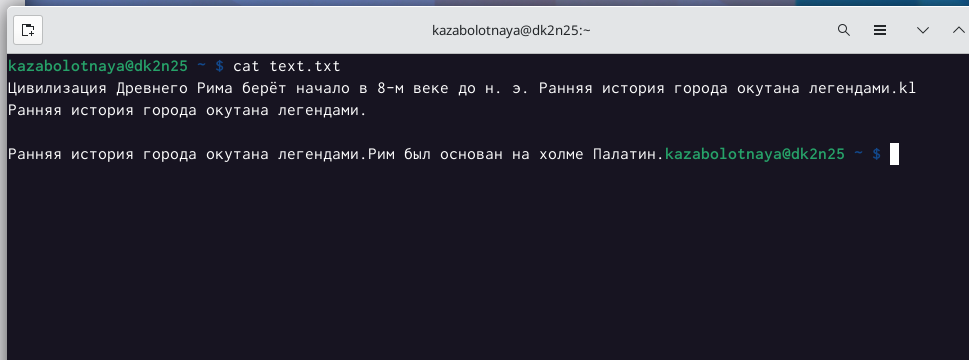 kazabolotnaya@dk2n25:~
kazabolotnaya@dk2n25 ~ $ cat text.txt
Цивилизация Древнего Рима берёт начало в 8-м веке до н. э. Ранняя история города окутана легендами.kl
Ранняя история города окутана легендами.
Ранняя история города окутана легендами.Рим был основан на холме Палатин.kazabolotnaya@dk2n25 ~ $